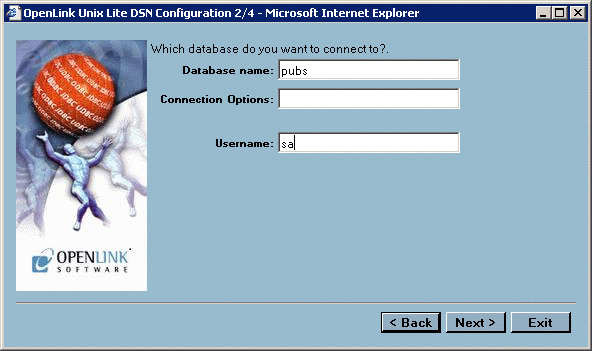 OpenLink Unix Lite DSN Configuration 2/4 - Microsoft Internet Explorer
Which database do you want to connect to?.
Database name: pubs
Connection Options:
Username: sa
OPENLINK
SOFTWARE
< Back Next > Exit